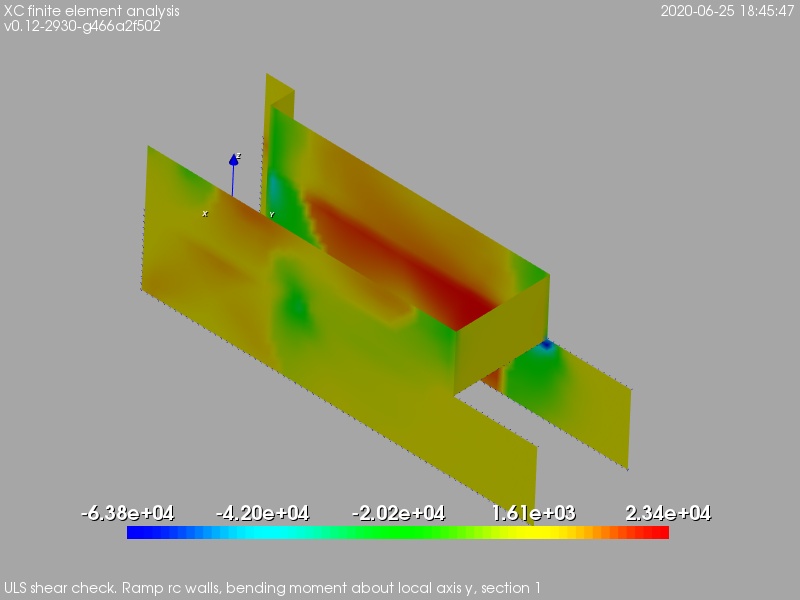 XC finite element analysis
v0.12-2930-g466a2f502
2020-06-25 18:45:47
Z
X
Y
-6.38e+04 -4.20e+04 -2.02e+04 1.61e+03 2.34e+04
ULS shear check. Ramp rc walls, bending moment about local axis y, section 1